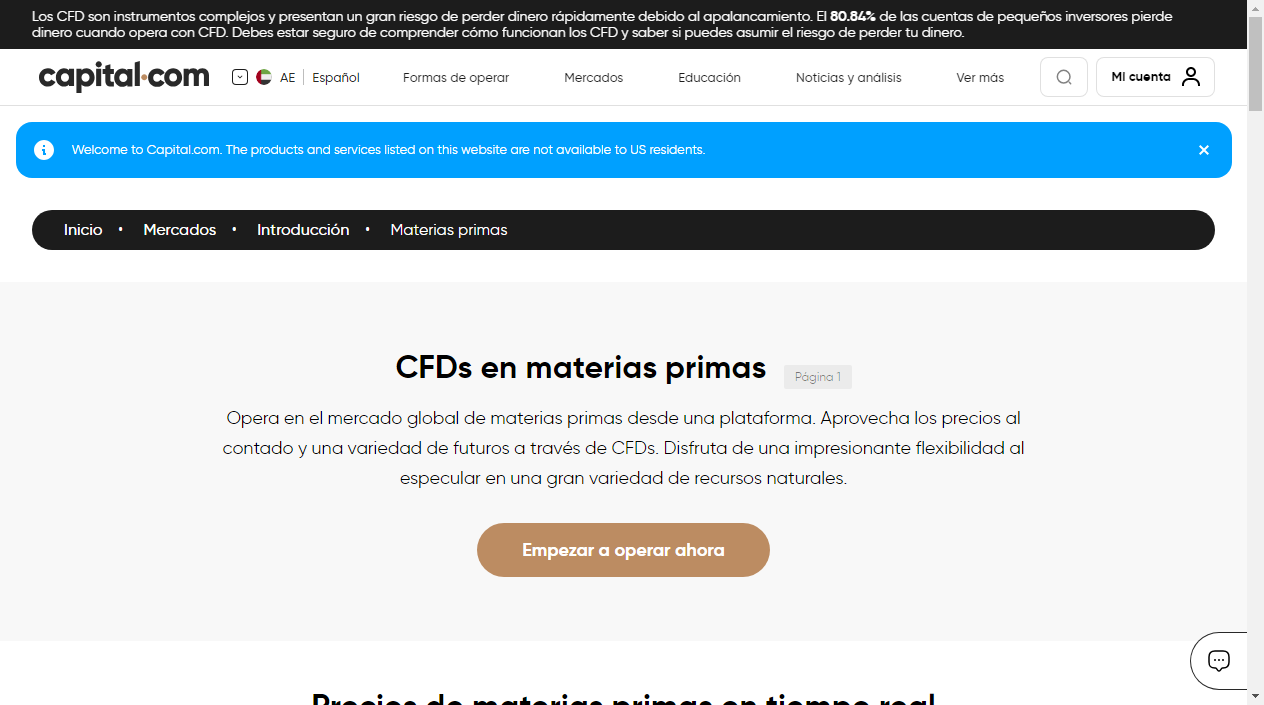 Los CFD son instrumentos complejos y presentan un gran riesgo de perder dinero rápidamente debido al apalancamiento. El 80.84% de las cuentas de pequeños inversores pierde
dinero cuando opera con CFD. Debes estar seguro de comprender cómo funcionan los CFD y saber si puedes asumir el riesgo de perder tu dinero.
capital.com AE Español Formas de operar Mercados Educación Noticias y análisis Ver más Mi cuenta
Welcome to Capital.com. The products and services listed on this website are not available to US residents.
Inicio • Mercados • Introducción • Materias primas
CFDs en materias primas Página 1
Opera en el mercado global de materias primas desde una plataforma. Aprovecha los precios al
contado y una variedad de futuros a través de CFDs. Disfruta de una impresionante flexibilidad al
especular en una gran variedad de recursos naturales.
Empezar a operar ahora
Precios de materias primas en tiempo real